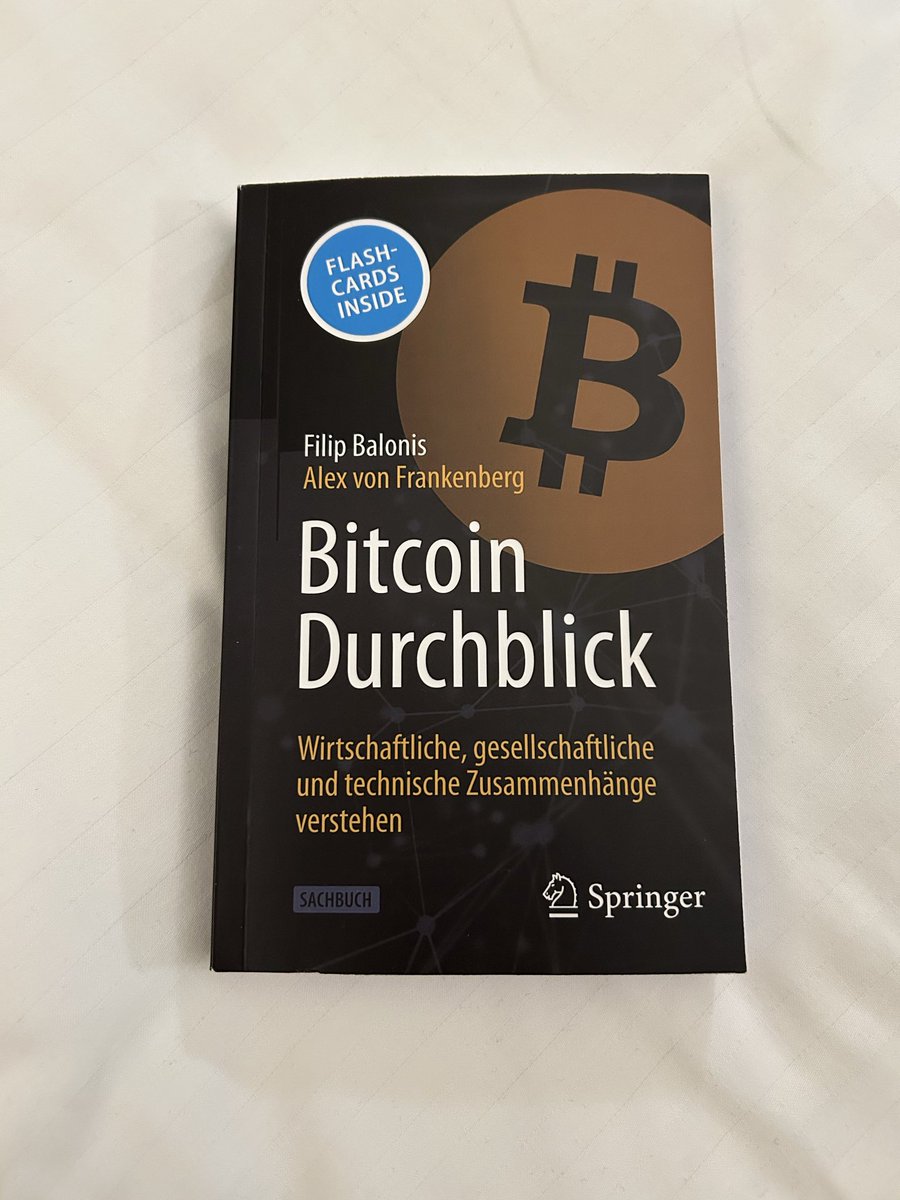 FLASH-
CARDS
INSIDE
Filip Balonis
Alex von Frankenberg
Bitcoin
Durchblick
Wirtschaftliche, gesellschaftliche
und technische Zusammenhänge
verstehen
SACHBUCH
Springer